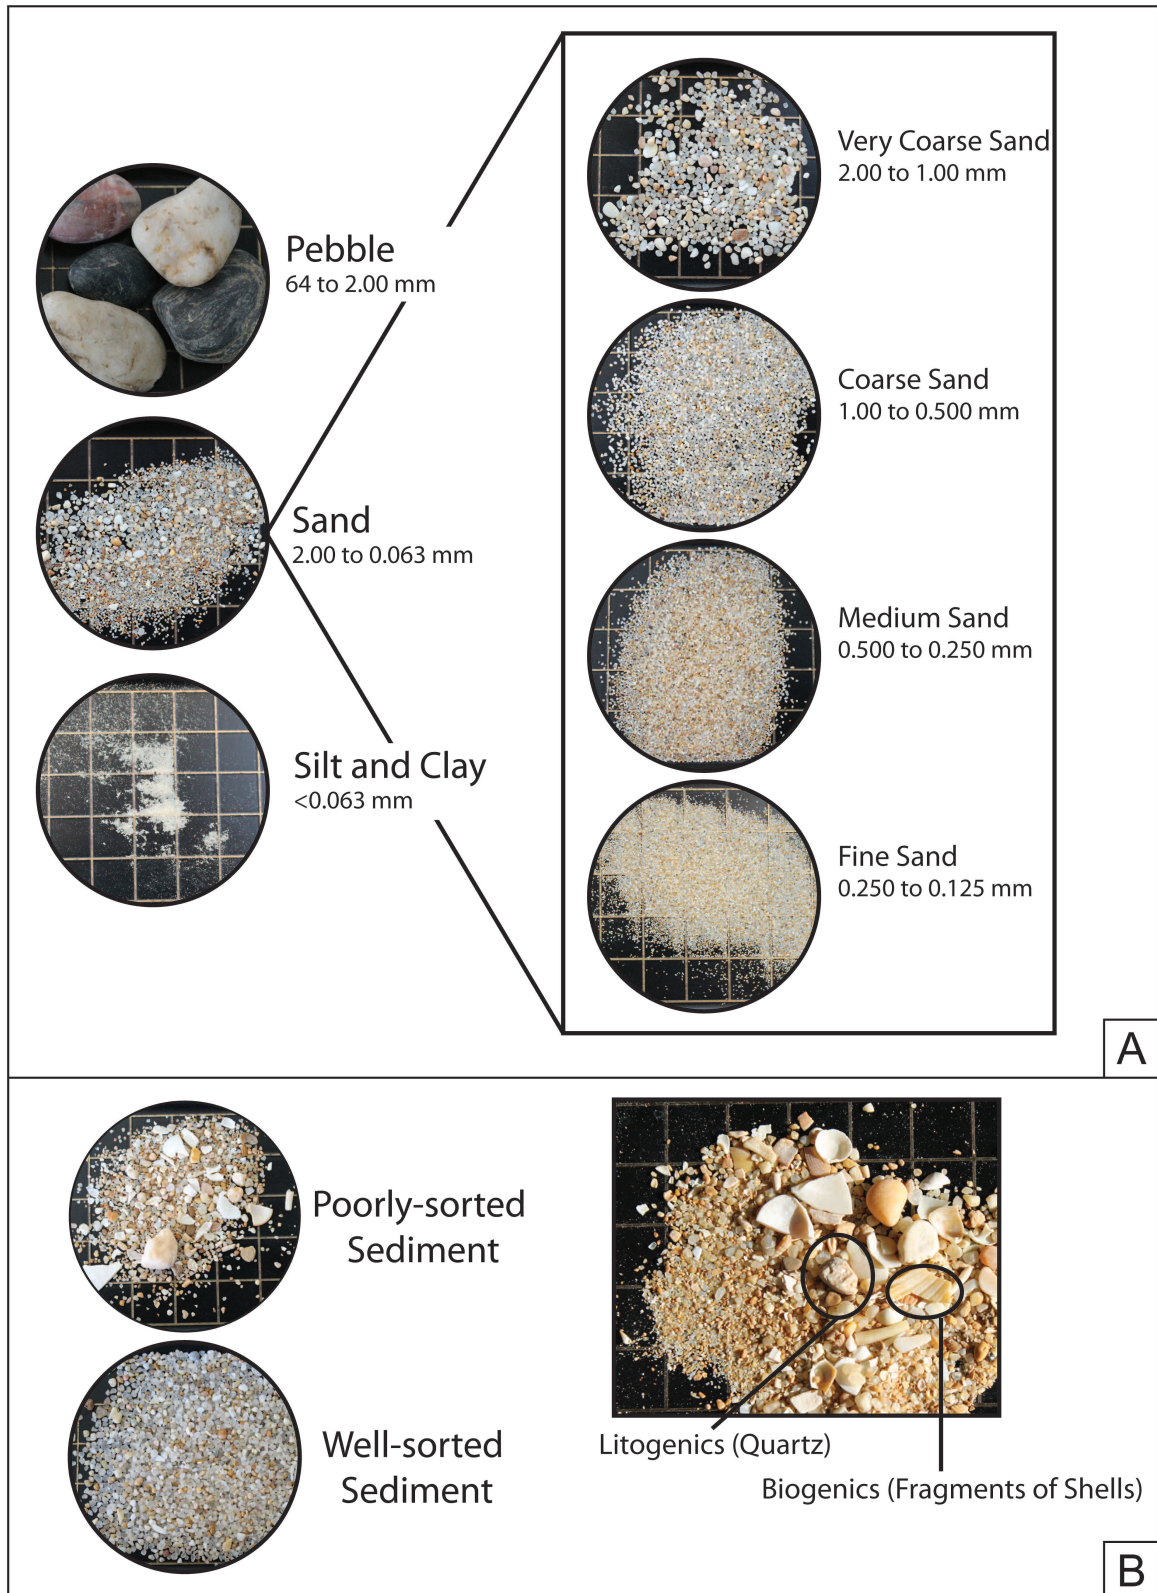 Pebble
64 to 2.00 mm
Sand
2.00 to 0.063 mm
Silt and Clay
<0.063 mm
Very Coarse Sand
2.00 to 1.00 mm
Coarse Sand
1.00 to 0.500 mm
Medium Sand
0.500 to 0.250 mm
Fine Sand
0.250 to 0.125 mm
A
Poorly-sorted
Sediment
Well-sorted
Sediment
Litogenics (Quartz)
Biogenics (Fragments of Shells)
B